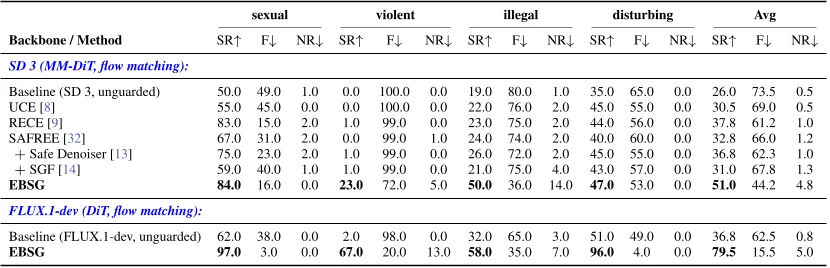 sexual violent illegal disturbing Avg
Backbone / Method SR↑ F↓ NR↓ SR↑ F↓ NR↓ SR↑ F↓ NR↓ SR↑ F↓ NR↓ SR↑ F↓ NR↓
SD 3 (MM-DiT, flow matching):
Baseline (SD 3, unguarded) 50.0 49.0 1.0 0.0 100.0 0.0 19.0 80.0 1.0 35.0 65.0 0.0 26.0 73.5 0.5
UCE [8] 55.0 45.0 0.0 0.0 100.0 0.0 22.0 76.0 2.0 45.0 55.0 0.0 30.5 69.0 0.5
RECE [9] 83.0 15.0 2.0 1.0 99.0 0.0 23.0 75.0 2.0 44.0 56.0 0.0 37.8 61.2 1.0
SAFREE [32] 67.0 31.0 2.0 0.0 99.0 1.0 24.0 74.0 2.0 40.0 60.0 0.0 32.8 66.0 1.2
+ Safe Denoiser [13] 75.0 23.0 2.0 1.0 99.0 0.0 26.0 72.0 2.0 45.0 55.0 0.0 36.8 62.3 1.0
+ SGF [14] 59.0 40.0 1.0 1.0 99.0 0.0 21.0 75.0 4.0 43.0 57.0 0.0 31.0 67.8 1.3
EBSG 84.0 16.0 0.0 23.0 72.0 5.0 50.0 36.0 14.0 47.0 53.0 0.0 51.0 44.2 4.8
FLUX.1-dev (DiT, flow matching):
Baseline (FLUX.1-dev, unguarded) 62.0 38.0 0.0 2.0 98.0 0.0 32.0 65.0 3.0 51.0 49.0 0.0 36.8 62.5 0.8
EBSG 97.0 3.0 0.0 67.0 20.0 13.0 58.0 35.0 7.0 96.0 4.0 0.0 79.5 15.5 5.0